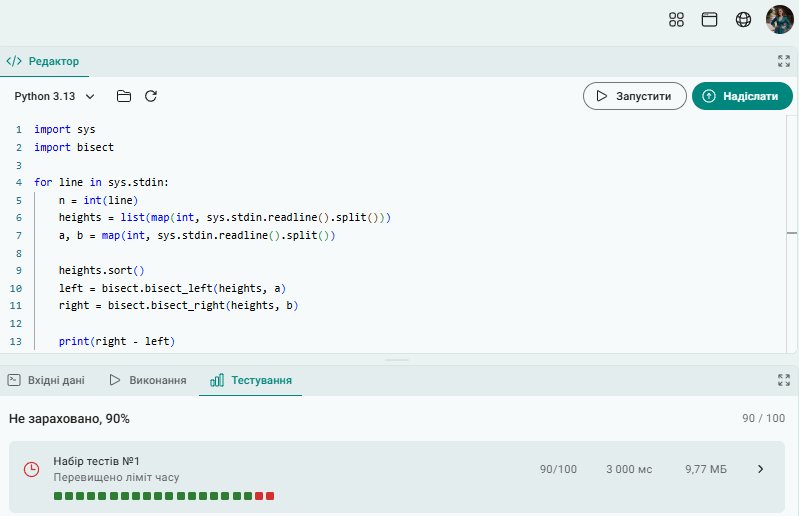 Редактор
Python 3.13
Запустити
Надіслати
1 import sys
2 import bisect
3
4 for line in sys.stdin:
5 n = int(line)
6 heights = list(map(int, sys.stdin.readline().split()))
7 a, b = map(int, sys.stdin.readline().split())
8
9 heights.sort()
10 left = bisect.bisect_left(heights, a)
11 right = bisect.bisect_right(heights, b)
12
13 print(right - left)
Вхідні дані
Виконання
Тестування
Не зараховано, 90%
90 / 100
Набір тестів №1
Перевищено ліміт часу
90/100
3 000 мс
9,77 МБ